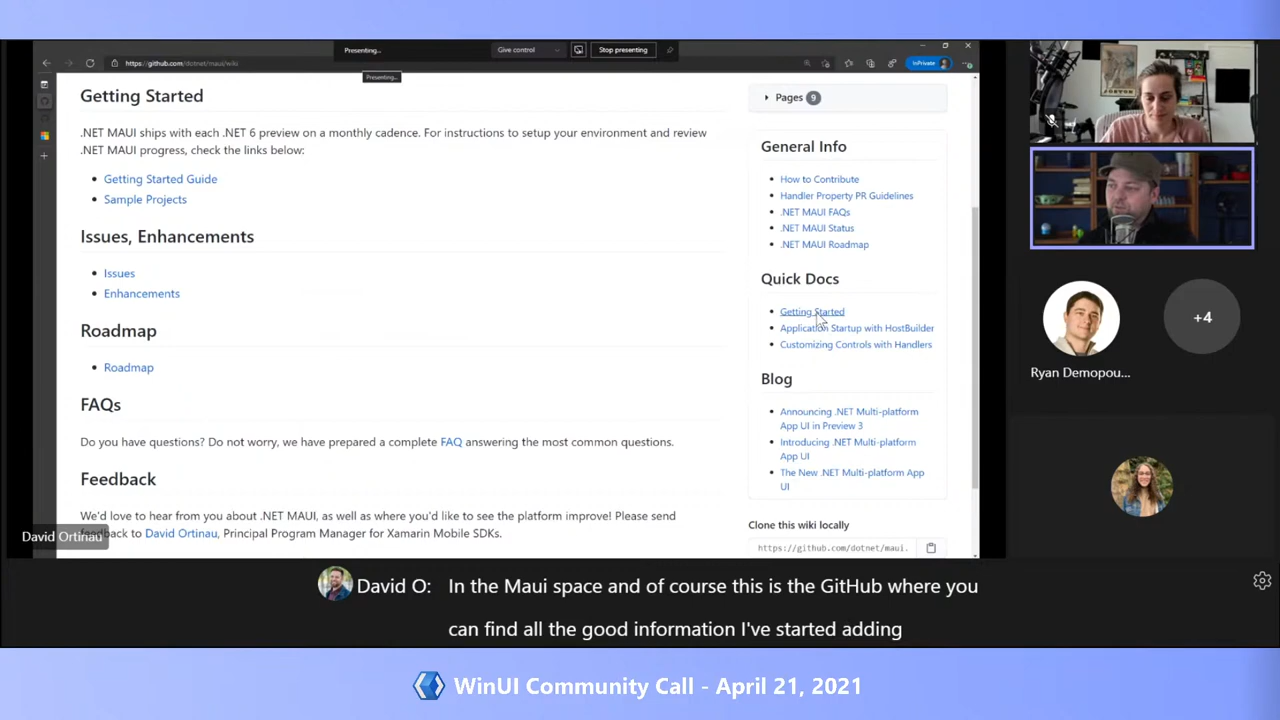 Presenting...
Give control
Stop presenting
https://github.com/dotnet/maui/wiki
Presenting...
InPrivate
Getting Started
.NET MAUI ships with each .NET 6 preview on a monthly cadence. For instructions to setup your environment and review
.NET MAUI progress, check the links below:
Getting Started Guide
Sample Projects
Issues, Enhancements
Issues
Enhancements
Roadmap
Roadmap
FAQs
Do you have questions? Do not worry, we have prepared a complete FAQ answering the most common questions.
Feedback
We'd love to hear from you about .NET MAUI, as well as where you'd like to see the platform improve! Please send
feedback to David Ortinau, Principal Program Manager for Xamarin Mobile SDKs.
Pages 9
General Info
How to Contribute
Handler Property PR Guidelines
.NET MAUI FAQs
.NET MAUI Status
.NET MAUI Roadmap
Quick Docs
Getting Started
Application Startup with HostBuilder
Customizing Controls with Handlers
Blog
Announcing .NET Multi-platform
App UI in Preview 3
Introducing .NET Multi-platform
App UI
The New .NET Multi-platform App
UI
Clone this wiki locally
https://github.com/dotnet/maui.
David Ortinau
+4
Ryan Demopou...
David O: In the Maui space and of course this is the GitHub where you
can find all the good information I've started adding
WinUI Community Call - April 21, 2021